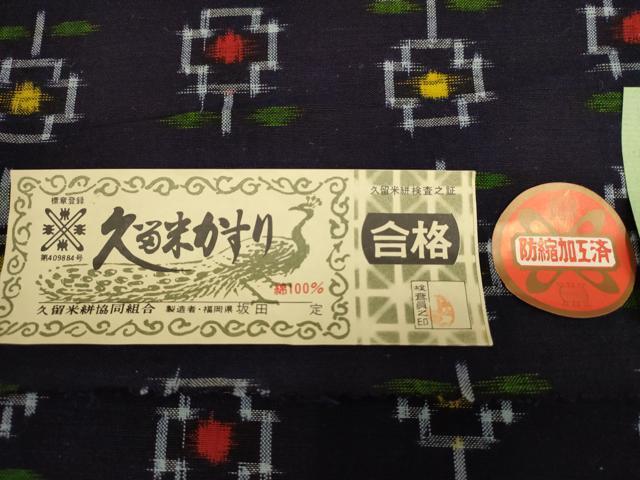 標章登録
第409884号
久留米かすり
綿100%
久留米絣協同組合 製造者・福岡県 坂田 定
久留米絣検査之証
合格
検査員之印
防縮加工済